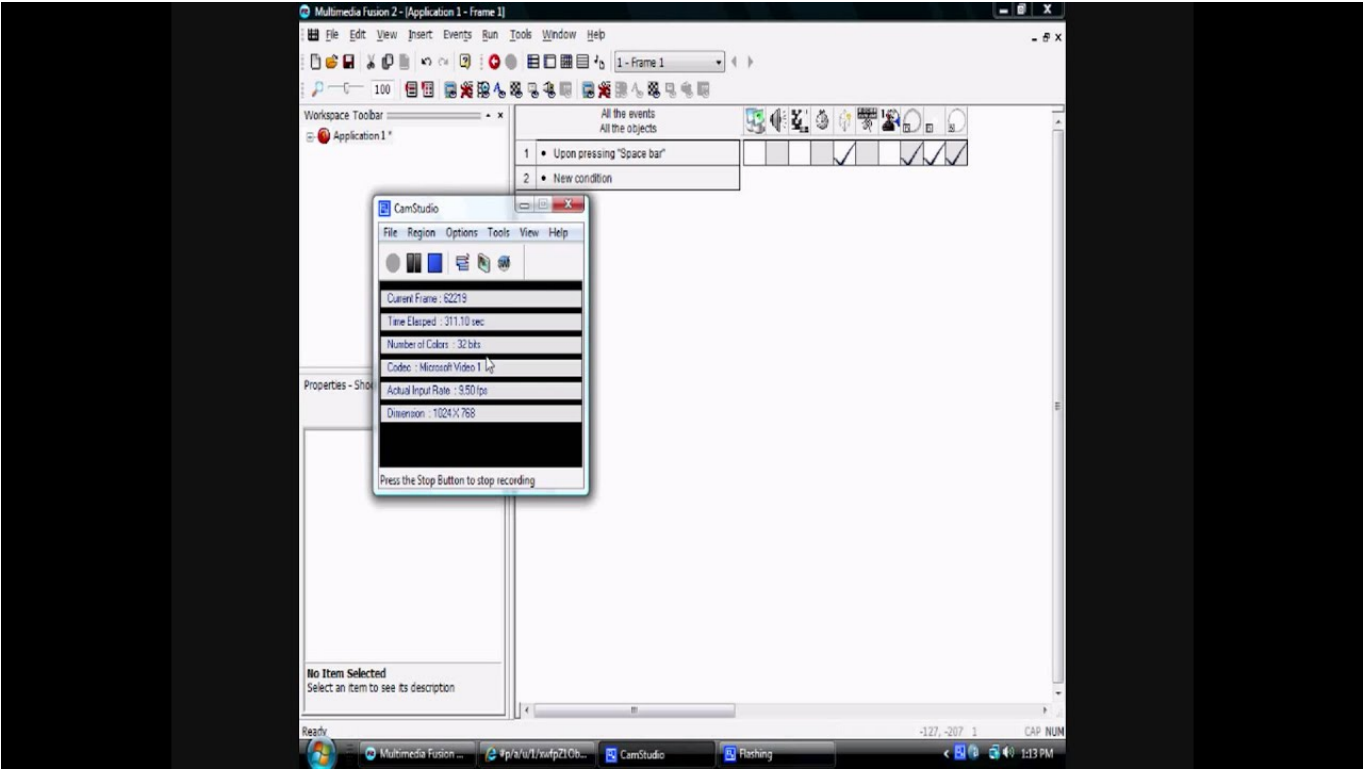 Multimedia Fusion 2 - [Application 1 - Frame 1]
File Edit View Insert Events Run Tools Window Help
1 - Frame 1
100
Workspace Toolbar
Application 1 *
All the events
All the objects
1 • Upon pressing "Space bar"
2 • New condition
CamStudio
File Region Options Tools View Help
Current Frame : 62219
Time Elasped : 311.10 sec
Number of Colors : 32 bits
Codec : Microsoft Video 1
Actual Input Rate : 9.50 fps
Dimension : 1024 X 768
Press the Stop Button to stop recording
Properties - Shoo
No Item Selected
Select an item to see its description
Ready
-127, -207 1 CAP NUM
Multimedia Fusion ... CamStudio Flashing 1:13 PM